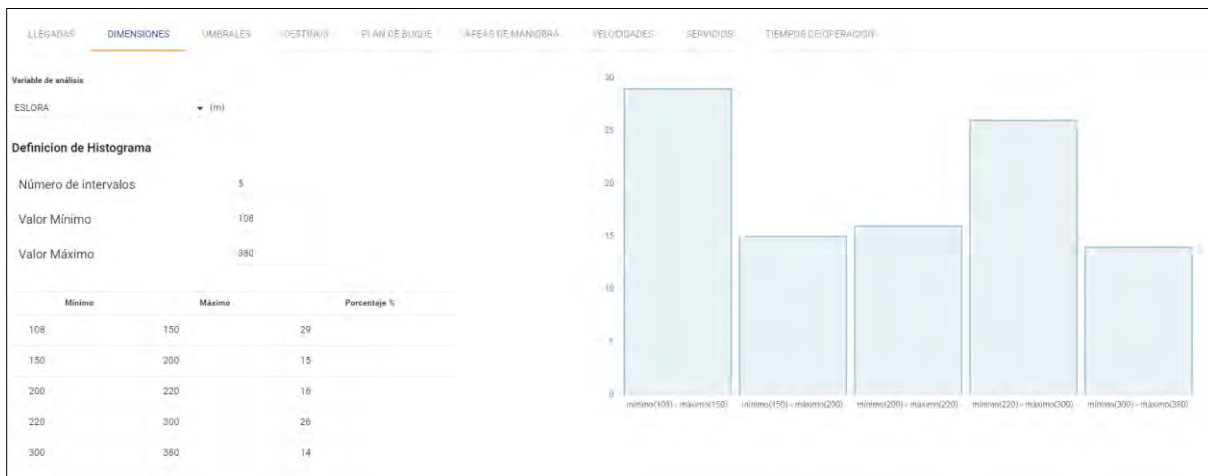 LLEGADAS DIMENSIONES UMBRALES DESTINOS PLAN DE BUQUE ÁREAS DE MANIOBRA VELOCIDADES SERVICIOS TIEMPOS DE OPERACIÓN
Variable de análisis
ESLORA (m)
Definicion de Histograma
Número de intervalos 5
Valor Mínimo 108
Valor Máximo 380
Mínimo Máximo Porcentaje %
108 150 29
150 200 15
200 220 16
220 300 26
300 380 14
30
25
20
15
10
5
0
mínimo(108) - máximo(150) mínimo(150) - máximo(200) mínimo(200) - máximo(220) mínimo(220) - máximo(300) mínimo(300) - máximo(380)